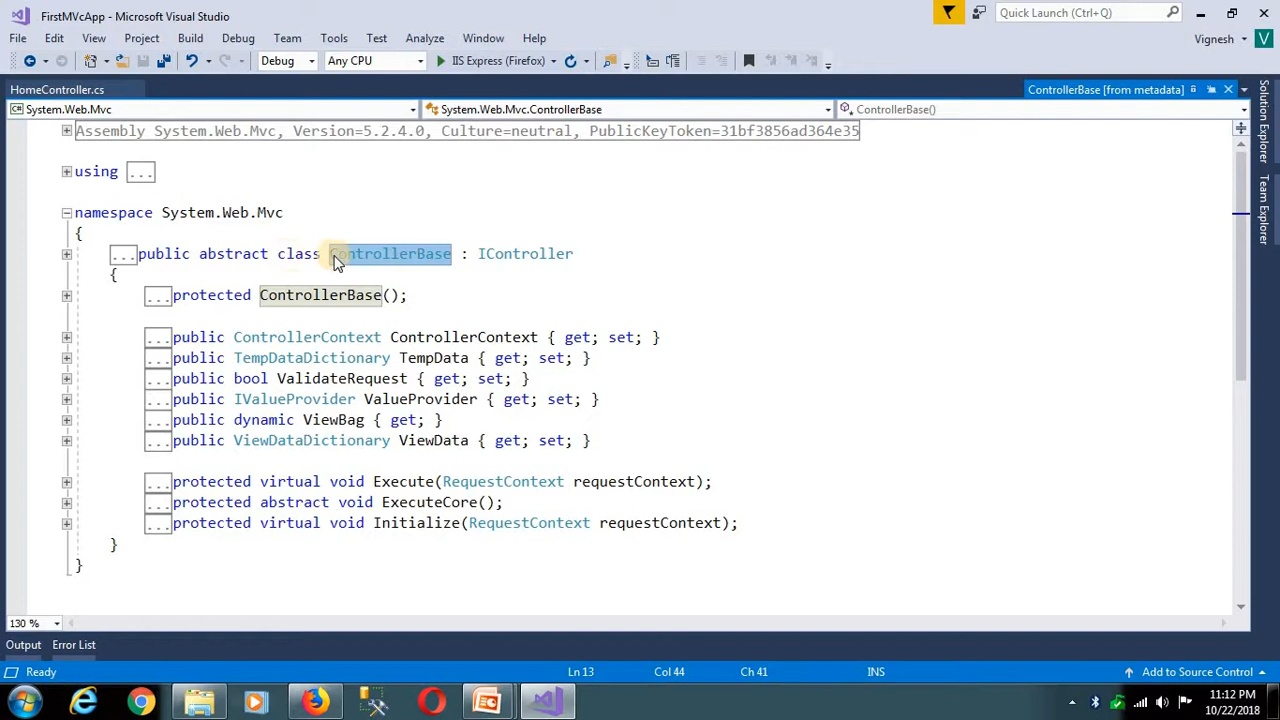 FirstMVcApp - Microsoft Visual Studio
Quick Launch (Ctrl+Q)
File Edit View Project Build Debug Team Tools Test Analyze Window Help
Vignesh V
Debug Any CPU IIS Express (Firefox)
HomeController.cs ControllerBase [from metadata]
System.Web.Mvc System.Web.Mvc.ControllerBase ControllerBase()
Assembly System.Web.Mvc, Version=5.2.4.0, Culture=neutral, PublicKeyToken=31bf3856ad364e35
using ...
namespace System.Web.Mvc
{
...public abstract class ControllerBase : IController
{
...protected ControllerBase();
...public ControllerContext ControllerContext { get; set; }
...public TempDataDictionary TempData { get; set; }
...public bool ValidateRequest { get; set; }
...public IValueProvider ValueProvider { get; set; }
...public dynamic ViewBag { get; }
...public ViewDataDictionary ViewData { get; set; }
...protected virtual void Execute(RequestContext requestContext);
...protected abstract void ExecuteCore();
...protected virtual void Initialize(RequestContext requestContext);
}
}
Solution Explorer
Team Explorer
130 %
Output Error List
Ready Ln 13 Col 44 Ch 41 INS Add to Source Control
11:12 PM
10/22/2018